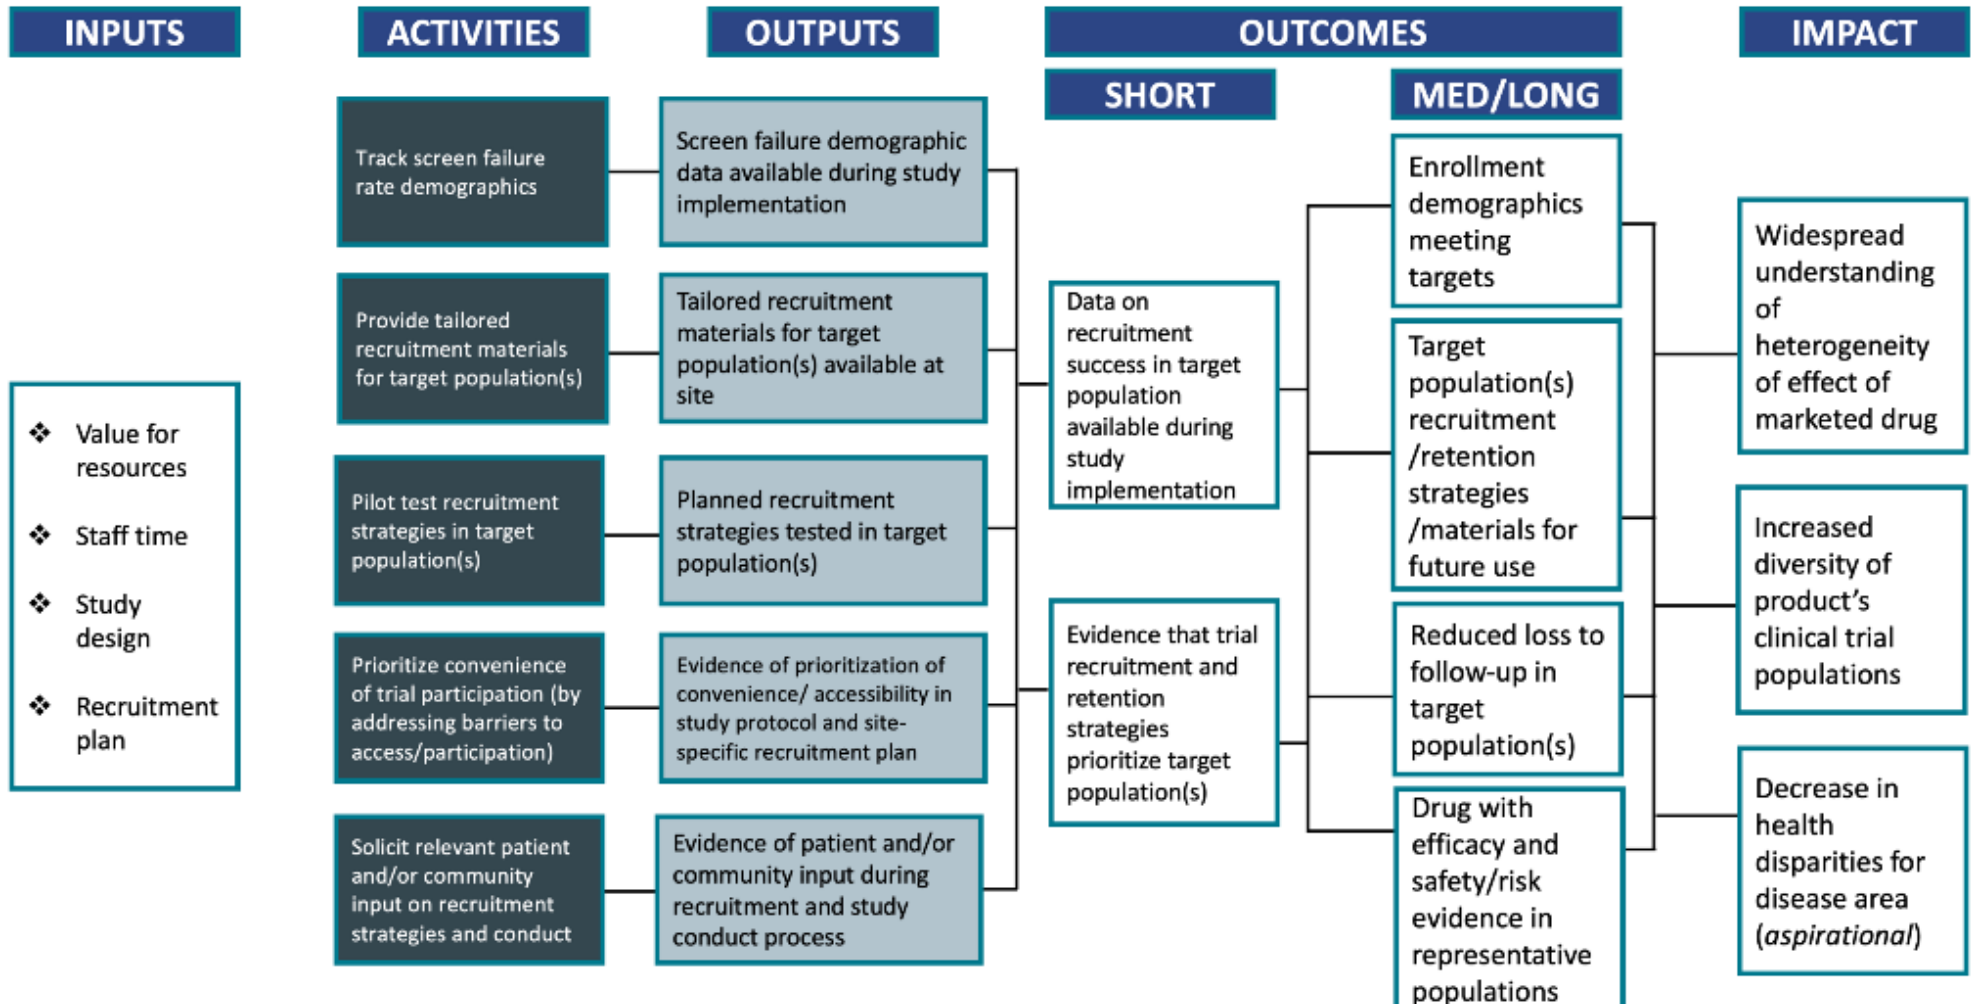 INPUTS
ACTIVITIES
OUTPUTS
OUTCOMES
IMPACT
SHORT
MED/LONG
❖ Value for
resources
❖ Staff time
❖ Study
design
❖ Recruitment
plan
Track screen failure
rate demographics
Provide tailored
recruitment materials
for target population(s)
Pilot test recruitment
strategies in target
population(s)
Prioritize convenience
of trial participation (by
addressing barriers to
access/participation)
Solicit relevant patient
and/or community
input on recruitment
strategies and conduct
Screen failure demographic
data available during study
implementation
Tailored recruitment
materials for target
population(s) available at
site
Planned recruitment
strategies tested in target
population(s)
Evidence of prioritization of
convenience/ accessibility in
study protocol and site-
specific recruitment plan
Evidence of patient and/or
community input during
recruitment and study
conduct process
Data on
recruitment
success in target
population
available during
study
implementation
Evidence that trial
recruitment and
retention
strategies
prioritize target
population(s)
Enrollment
demographics
meeting
targets
Target
population(s)
recruitment
/retention
strategies
/materials for
future use
Reduced loss to
follow-up in
target
population(s)
Drug with
efficacy and
safety/risk
evidence in
representative
populations
Widespread
understanding
of
heterogeneity
of effect of
marketed drug
Increased
diversity of
product’s
clinical trial
populations
Decrease in
health
disparities for
disease area
(aspirational)